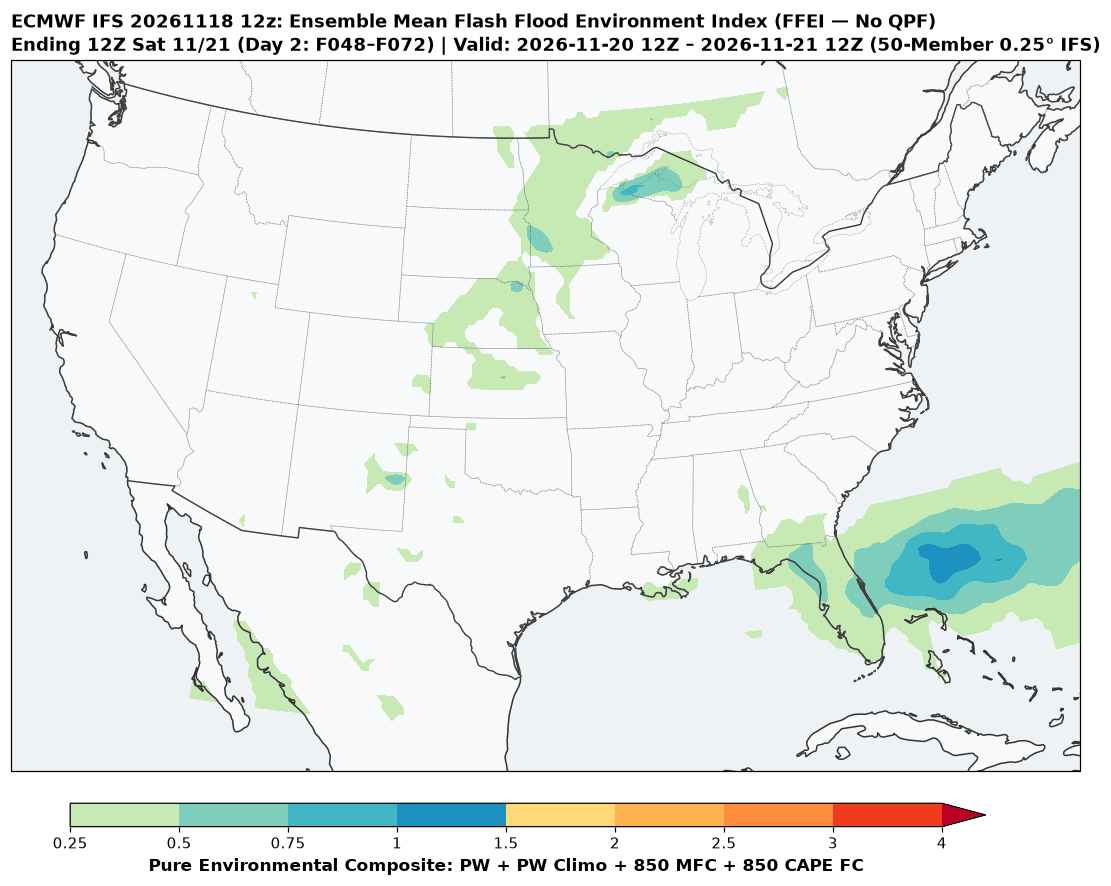 ECMWF IFS 20261118 12z: Ensemble Mean Flash Flood Environment Index (FFEI — No QPF)
Ending 12Z Sat 11/21 (Day 2: F048–F072) | Valid: 2026-11-20 12Z – 2026-11-21 12Z (50-Member 0.25° IFS)
0.25 0.5 0.75 1 1.5 2 2.5 3 4
Pure Environmental Composite: PW + PW Climo + 850 MFC + 850 CAPE FC